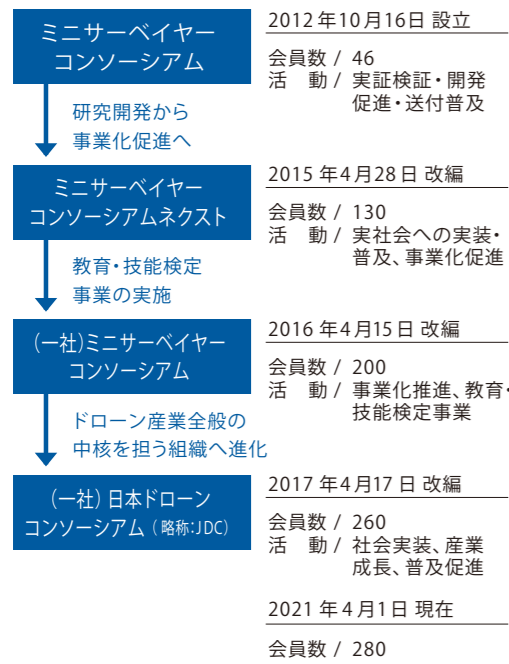 ミニサーベイヤー
コンソーシアム
2012年10月16日 設立
会員数 / 46
活　動 / 実証検証・開発
促進・送付普及
研究開発から
事業化促進へ
ミニサーベイヤー
コンソーシアムネクスト
2015年4月28日 改編
会員数 / 130
活　動 / 実社会への実装・
普及、事業化促進
教育・技能検定
事業の実施
(一社)ミニサーベイヤー
コンソーシアム
2016年4月15日 改編
会員数 / 200
活　動 / 事業化推進、教育・
技能検定事業
ドローン産業全般の
中核を担う組織へ進化
(一社)日本ドローン
コンソーシアム(略称:JDC)
2017年4月17日 改編
会員数 / 260
活　動 / 社会実装、産業
成長、普及促進
2021年4月1日 現在
会員数 / 280